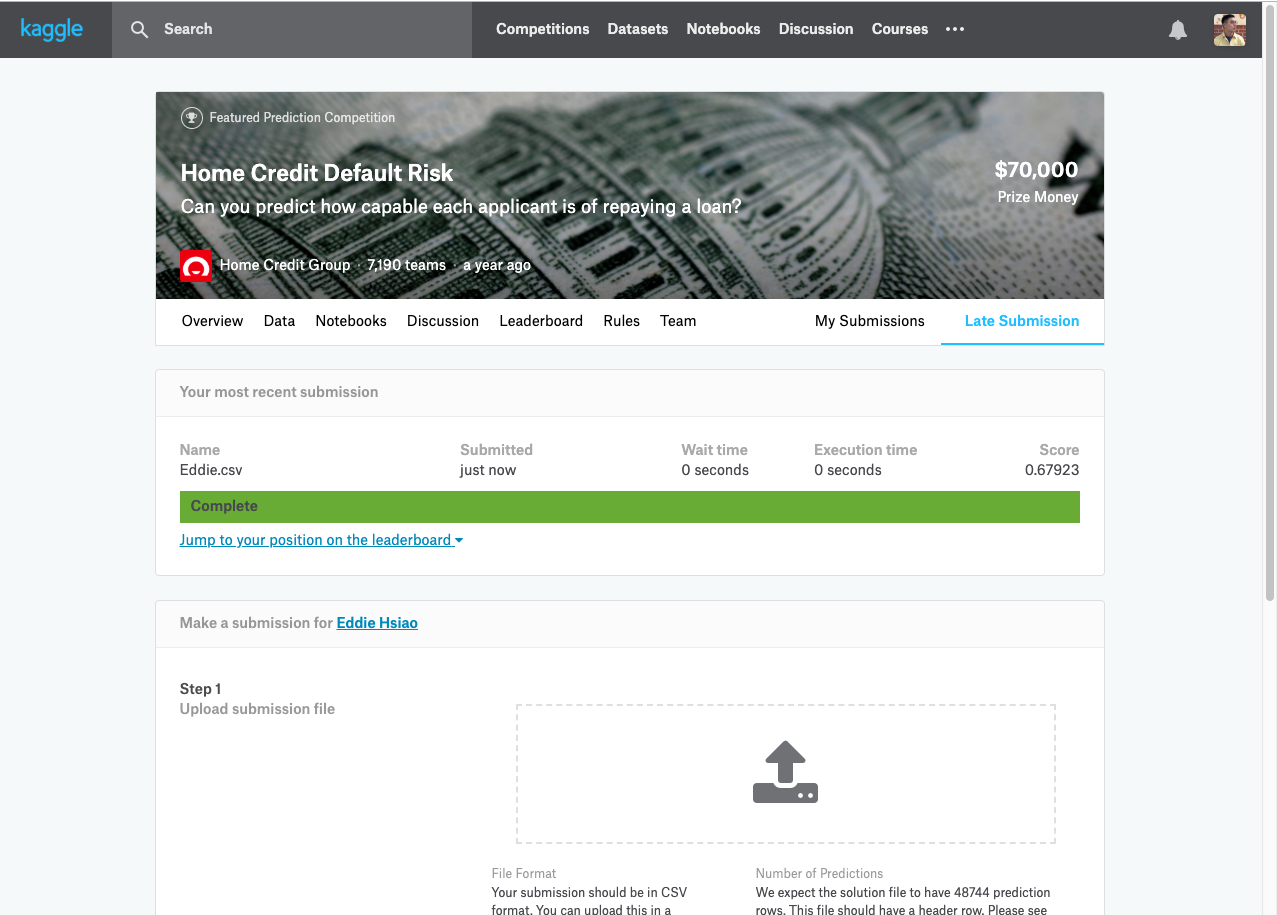 kaggle Search Competitions Datasets Notebooks Discussion Courses
Featured Prediction Competition
Home Credit Default Risk
$70,000
Can you predict how capable each applicant is of repaying a loan?
Prize Money
Home Credit Group · 7,190 teams · a year ago
Overview Data Notebooks Discussion Leaderboard Rules Team My Submissions Late Submission
Your most recent submission
Name Submitted Wait time Execution time Score
Eddie.csv just now 0 seconds 0 seconds 0.67923
Complete
Jump to your position on the leaderboard
Make a submission for Eddie Hsiao
Step 1
Upload submission file
File Format
Your submission should be in CSV
format. You can upload this in a
Number of Predictions
We expect the solution file to have 48744 prediction
rows. This file should have a header row. Please see